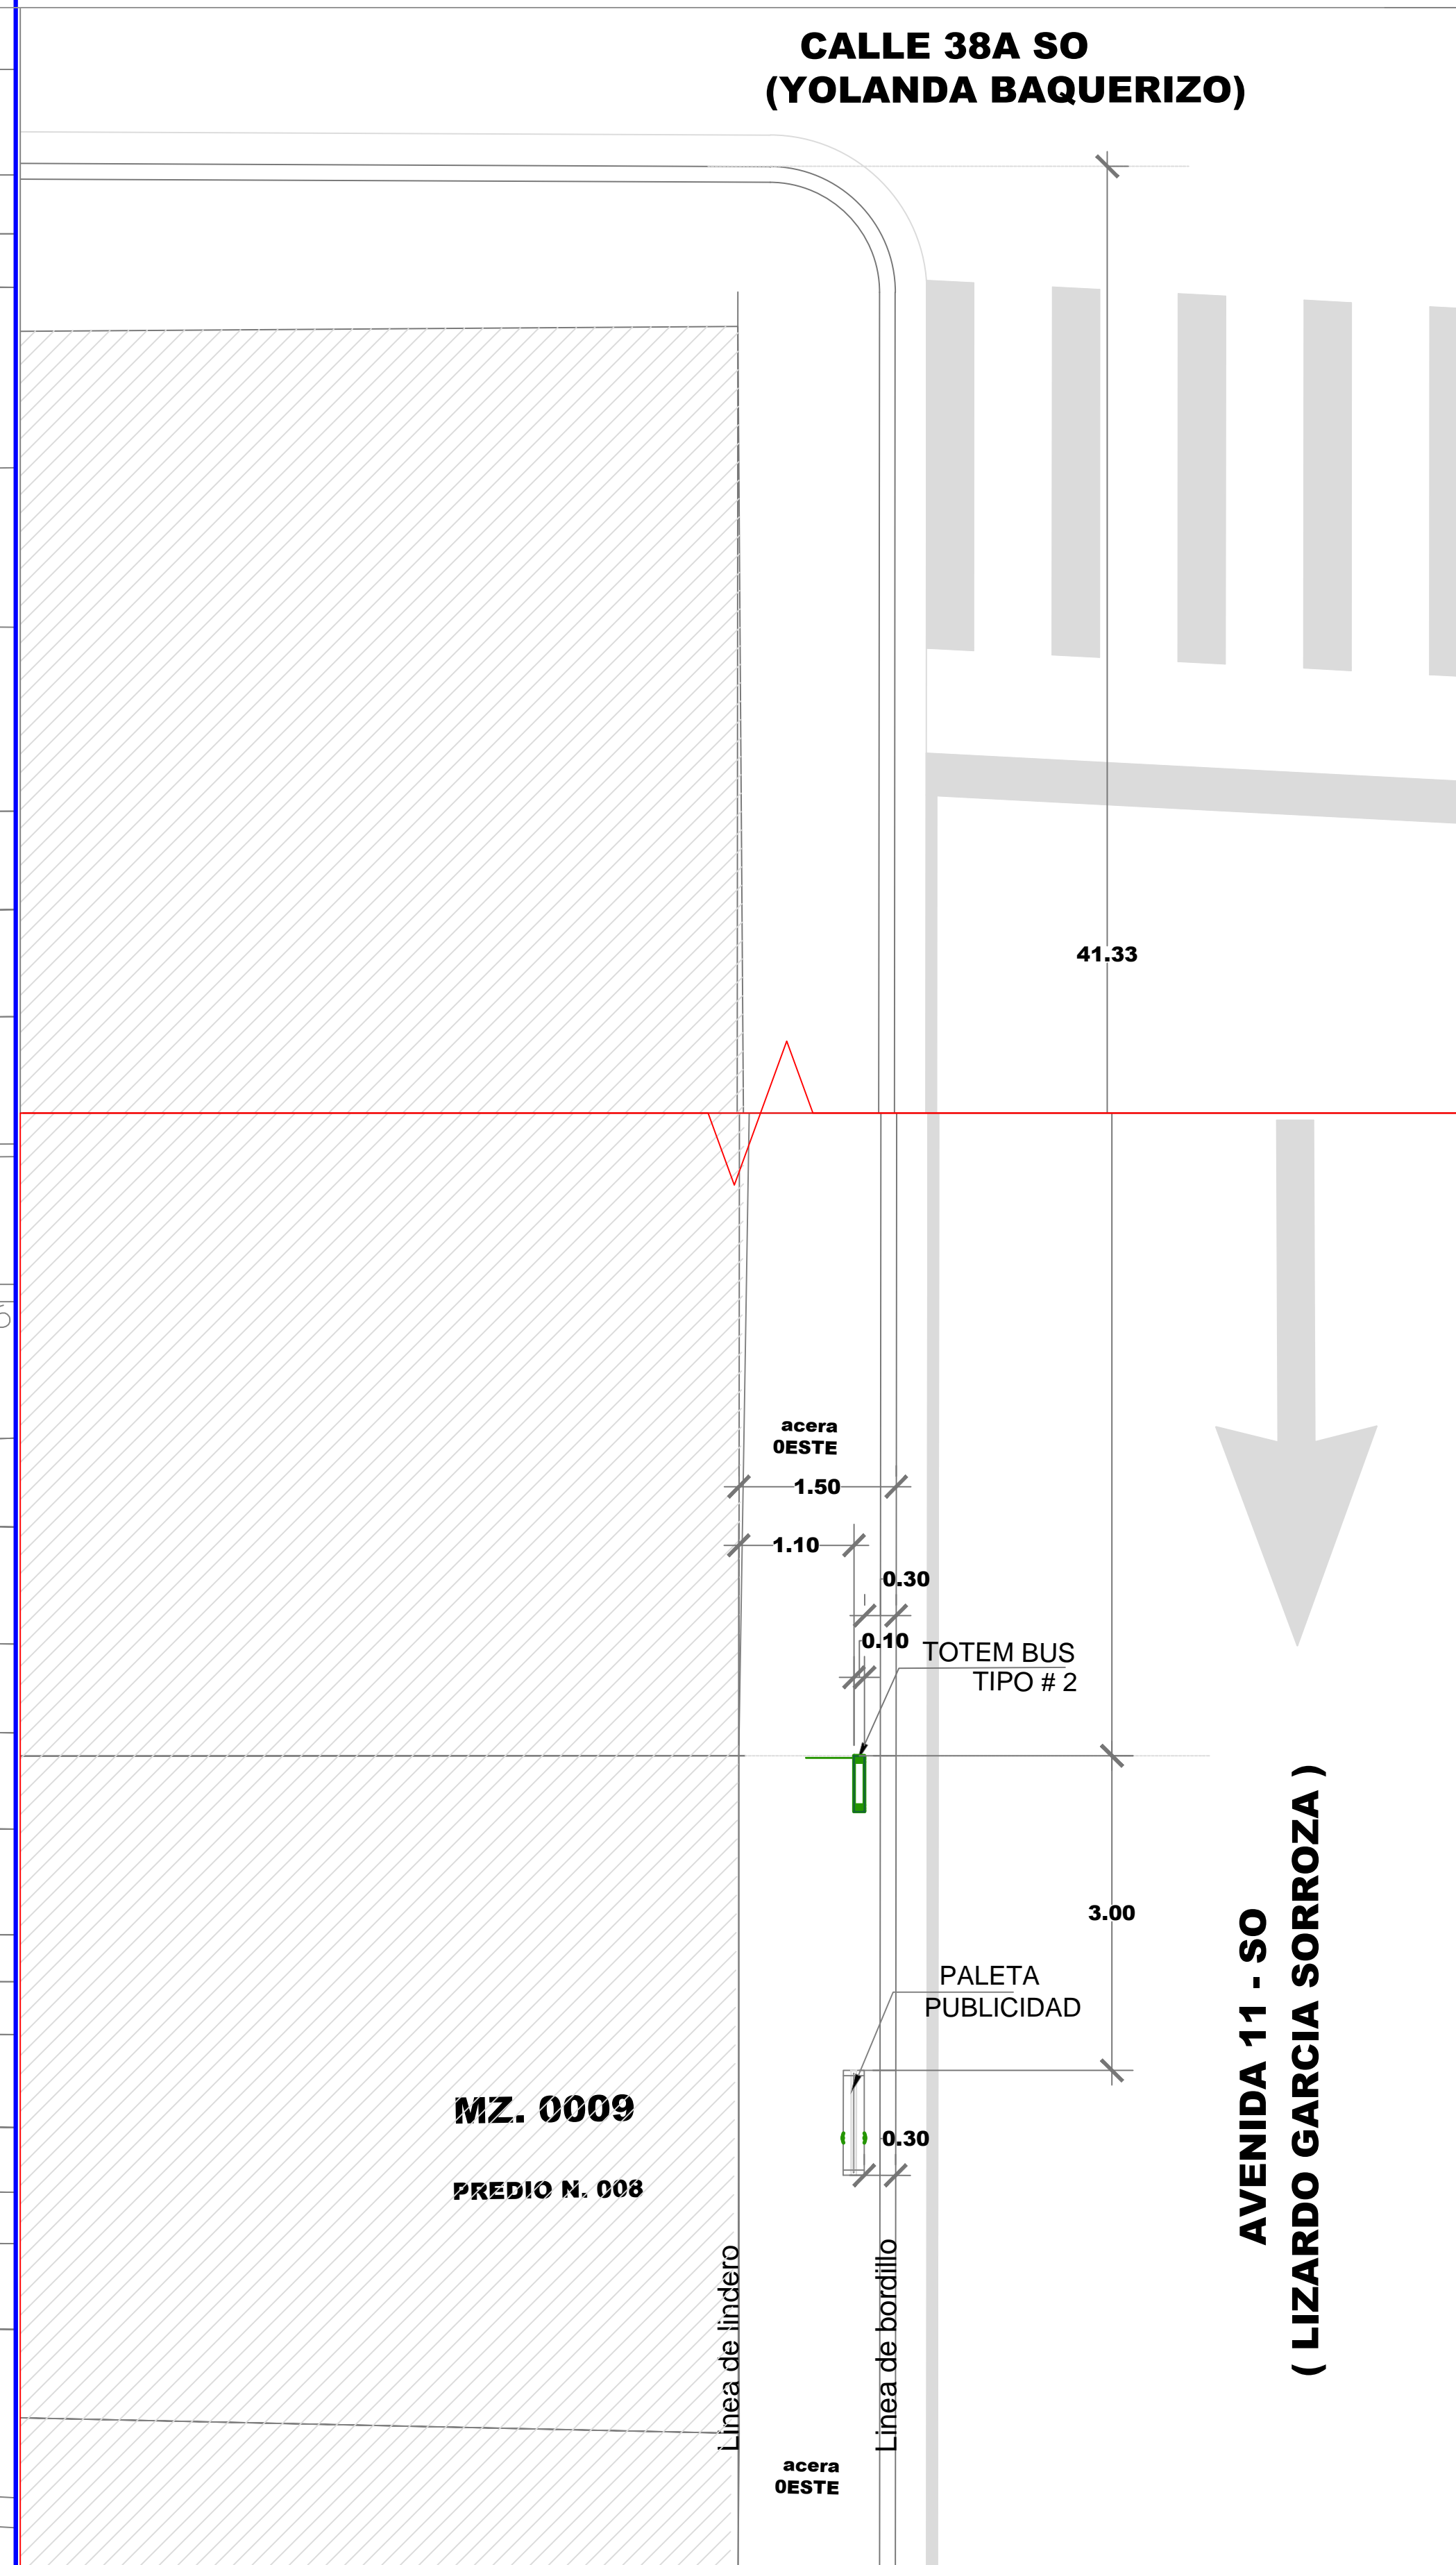 CALLE 38A SO
(YOLANDA BAQUERIZO)
41.33
acera
0ESTE
1.50
1.10
0.30
0.10
TOTEM BUS
TIPO # 2
3.00
PALETA
PUBLICIDAD
AVENIDA 11 - SO
( LIZARDO GARCIA SORROZA )
MZ. 0009
0.30
PREDIO N. 008
Linea de lindero
Linea de bordillo
acera
0ESTE